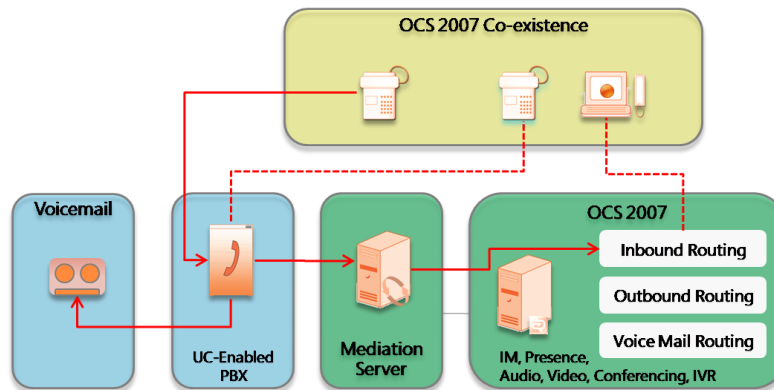 OCS 2007 Co-existence
Voicemail
UC-Enabled
PBX
Mediation
Server
OCS 2007
Inbound Routing
Outbound Routing
Voice Mail Routing
IM, Presence,
Audio, Video, Conferencing, IVR